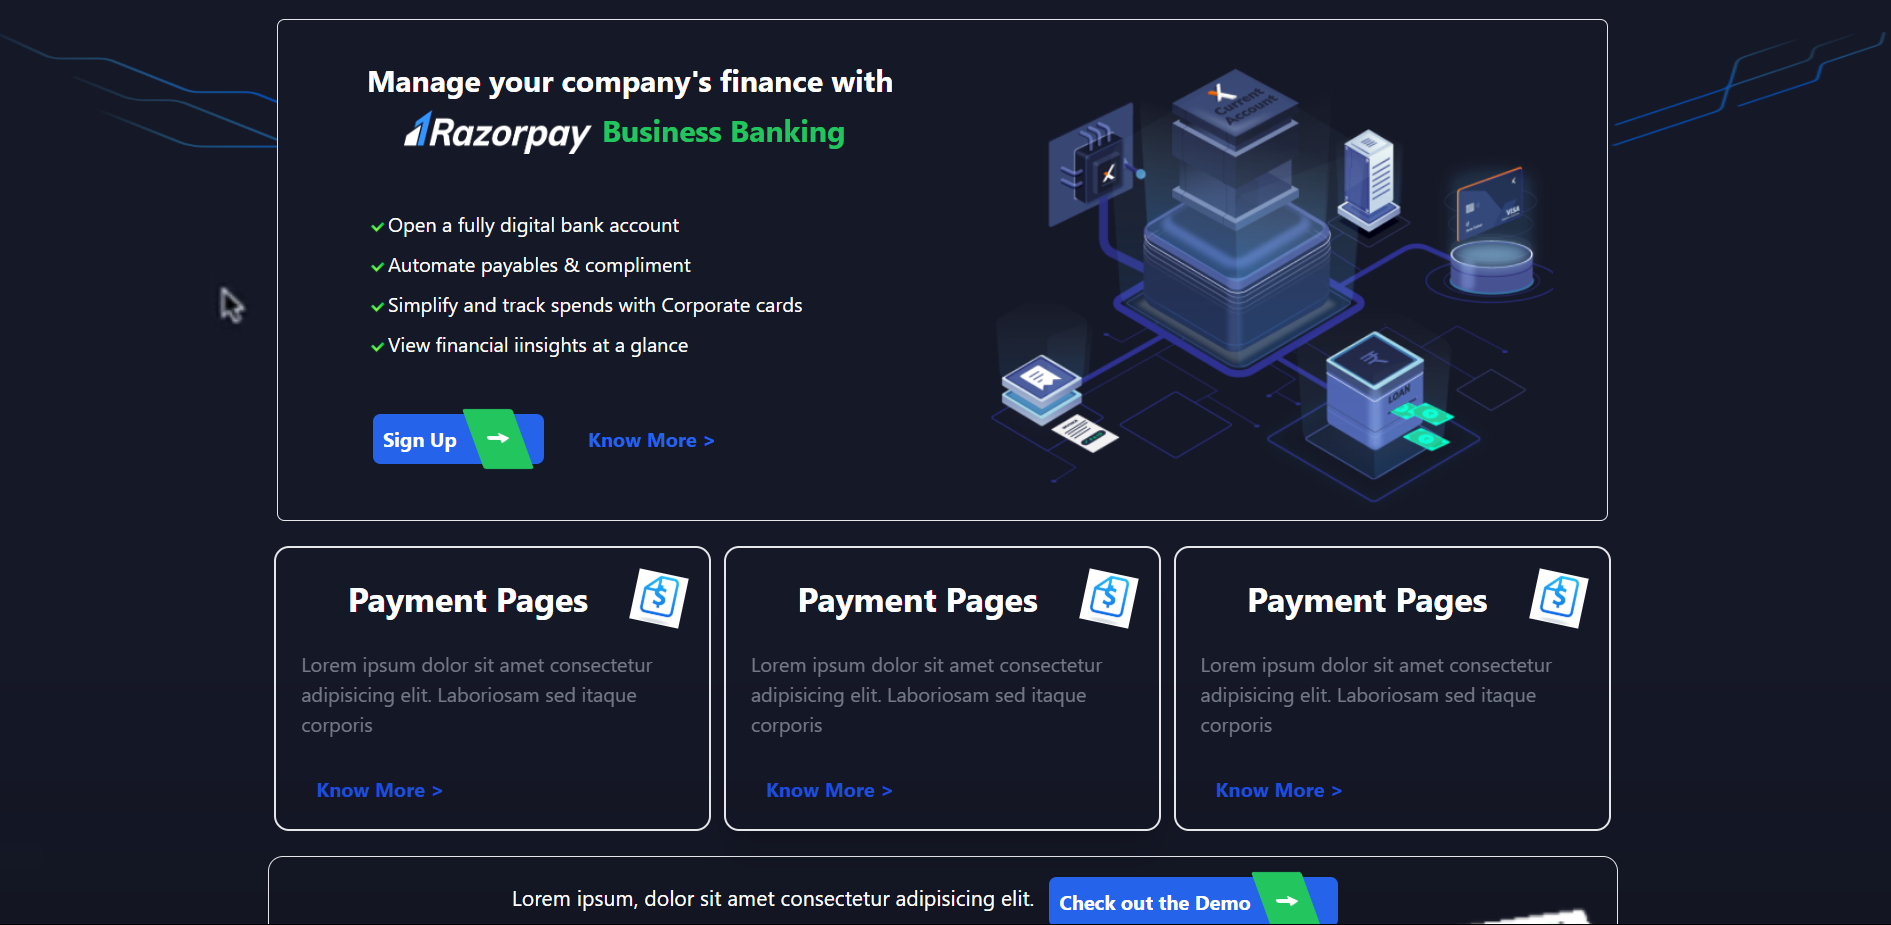 Manage your company's finance with
Razorpay Business Banking
Open a fully digital bank account
Automate payables & compliment
Simplify and track spends with Corporate cards
View financial iinsights at a glance
Sign Up
Know More >
Current
Account
VISA
LOAN
INVOICE
Payment Pages
Lorem ipsum dolor sit amet consectetur
adipisicing elit. Laboriosam sed itaque
corporis
Know More >
Payment Pages
Lorem ipsum dolor sit amet consectetur
adipisicing elit. Laboriosam sed itaque
corporis
Know More >
Payment Pages
Lorem ipsum dolor sit amet consectetur
adipisicing elit. Laboriosam sed itaque
corporis
Know More >
Lorem ipsum, dolor sit amet consectetur adipisicing elit.
Check out the Demo